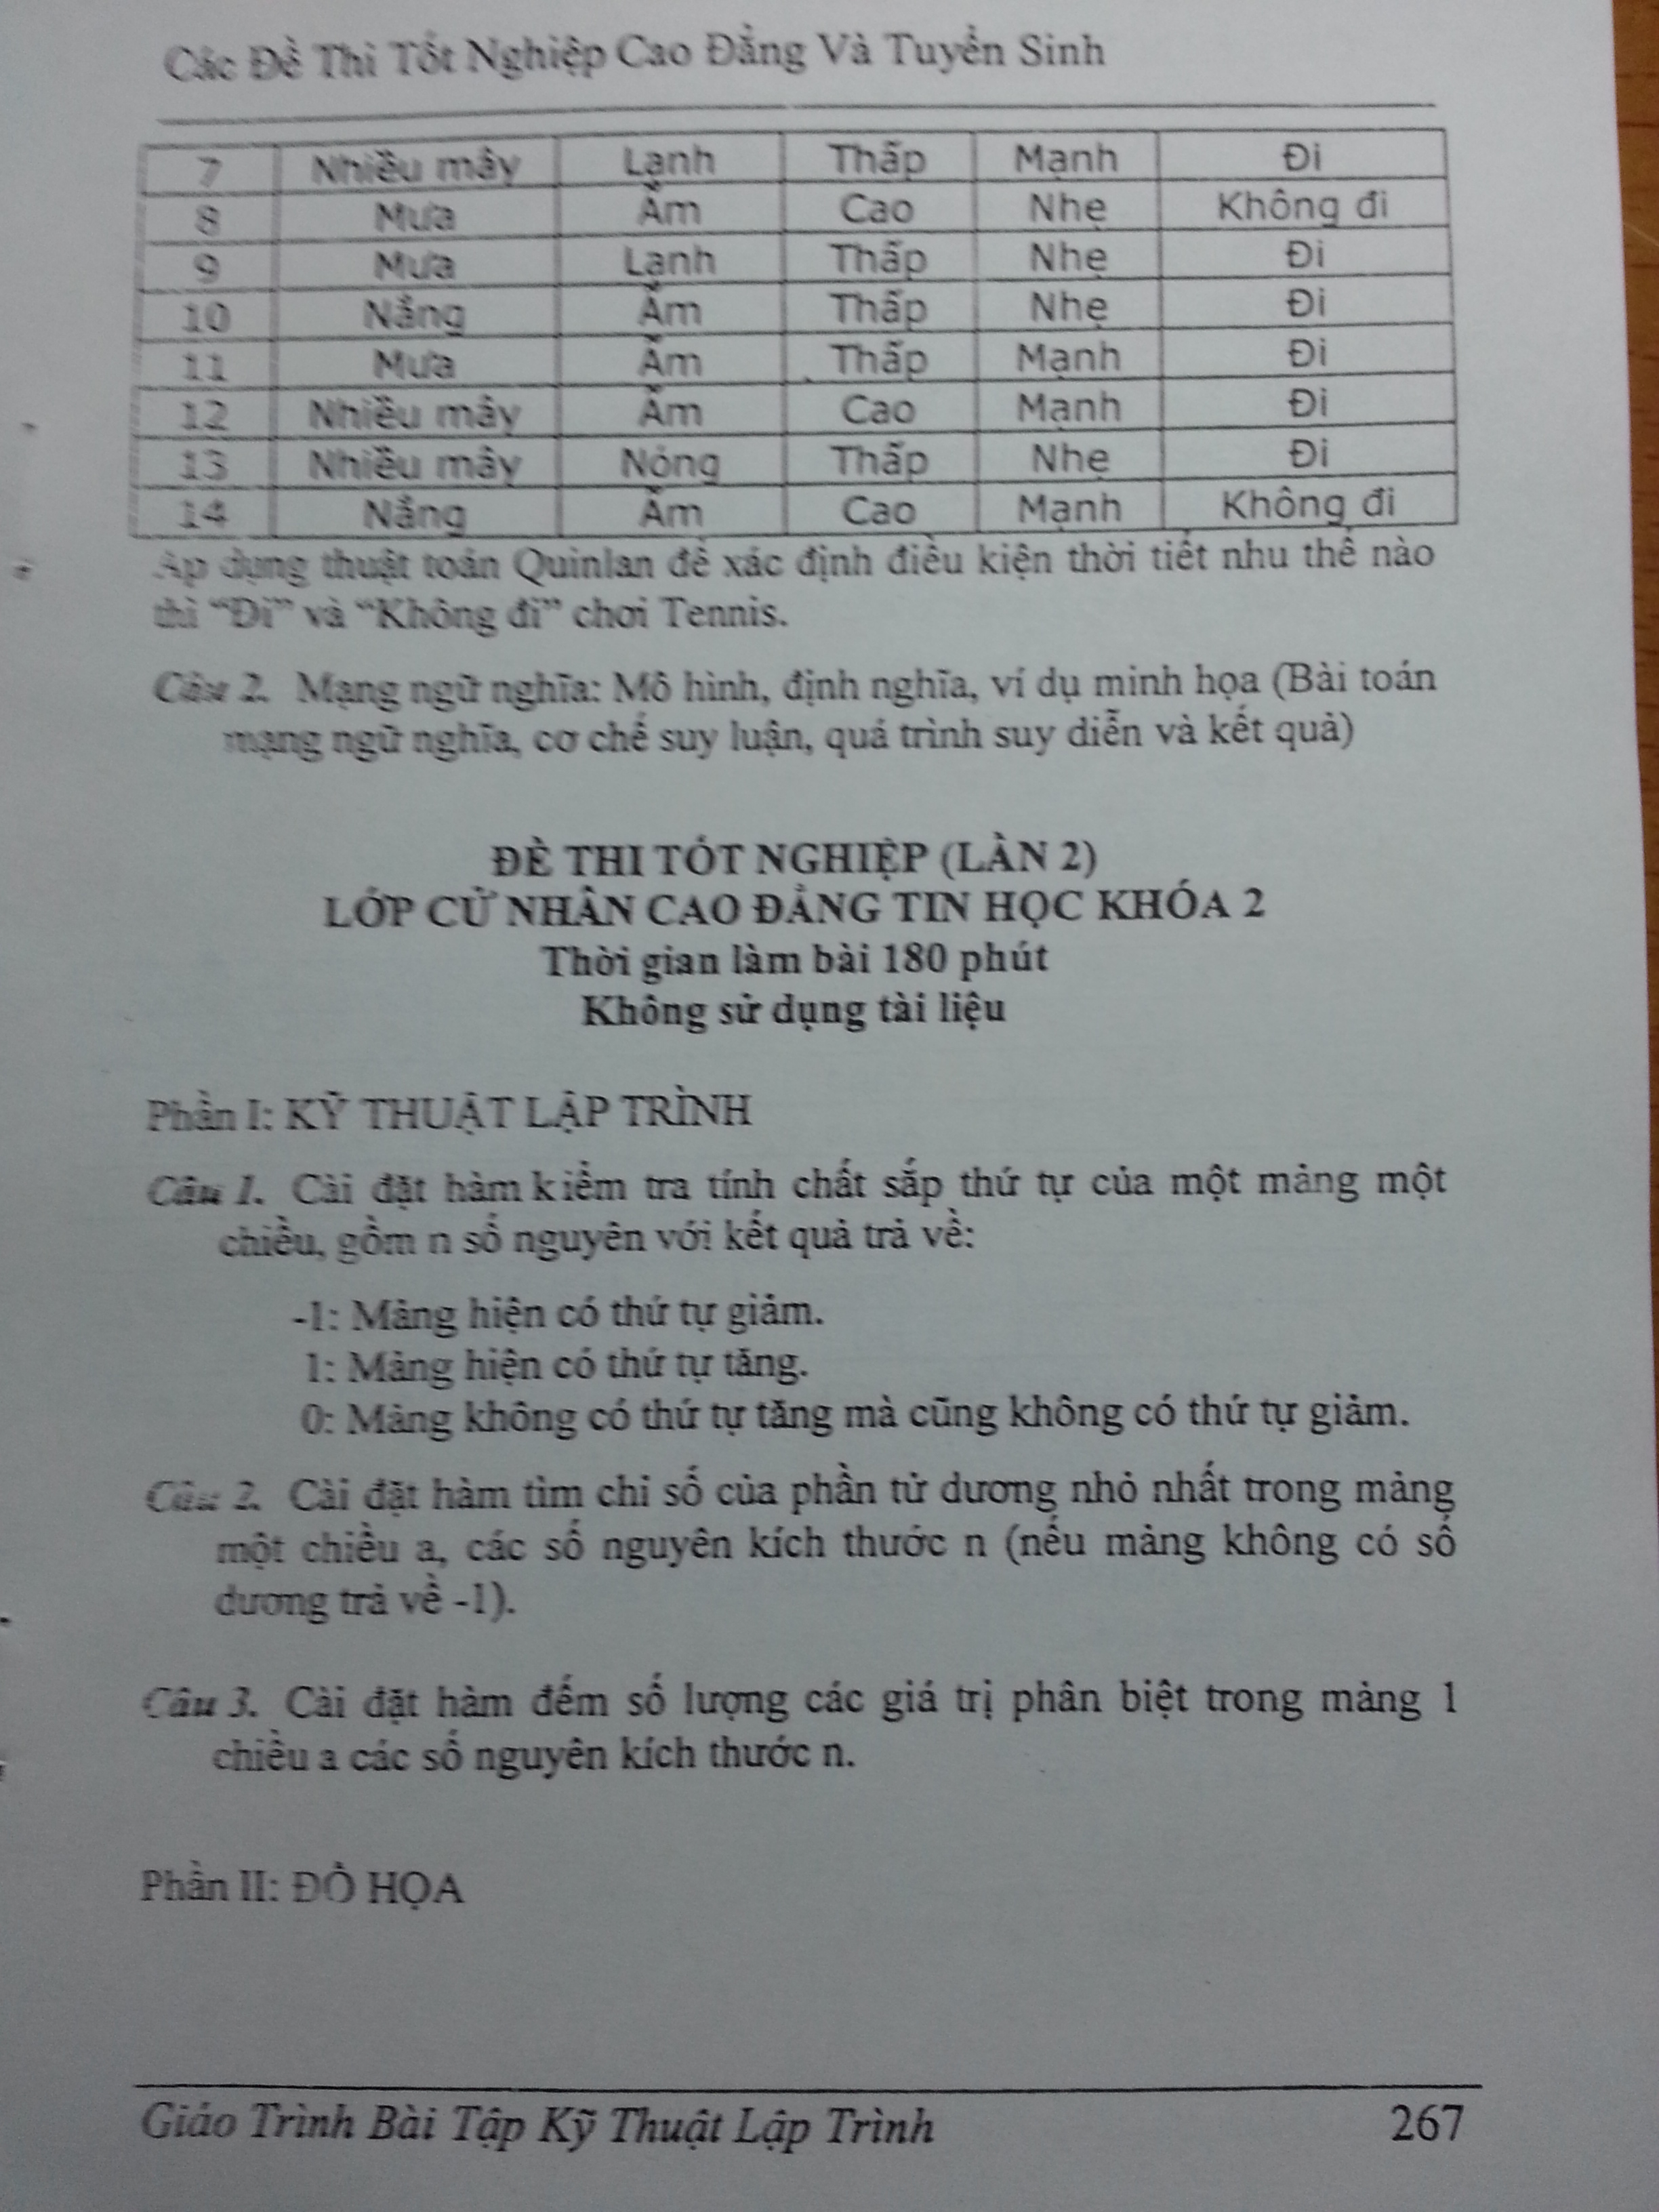 Các Đề Thi Tốt Nghiệp Cao Đẳng Và Tuyển Sinh
7 Nhiều mây Lạnh Thấp Mạnh Đi
8 Mưa Ấm Cao Nhẹ Không đi
9 Mưa Lạnh Thấp Nhẹ Đi
10 Nắng Ấm Thấp Nhẹ Đi
11 Mưa Ấm Thấp Mạnh Đi
12 Nhiều mây Ấm Cao Mạnh Đi
13 Nhiều mây Nóng Thấp Nhẹ Đi
14 Nắng Ấm Cao Mạnh Không đi
Áp dụng thuật toán Quinlan để xác định điều kiện thời tiết nhu thế nào
thì “Đi” và “Không đi” chơi Tennis.
Câu 2. Mạng ngữ nghĩa: Mô hình, định nghĩa, ví dụ minh họa (Bài toán
mạng ngữ nghĩa, cơ chế suy luận, quá trình suy diễn và kết quả)
ĐỀ THI TỐT NGHIỆP (LẦN 2)
LỚP CỬ NHÂN CAO ĐẲNG TIN HỌC KHÓA 2
Thời gian làm bài 180 phút
Không sử dụng tài liệu
Phần I: KỸ THUẬT LẬP TRÌNH
Câu 1. Cài đặt hàm kiểm tra tính chất sắp thứ tự của một mảng một
chiều, gồm n số nguyên với kết quả trả về:
-1: Mảng hiện có thứ tự giảm.
1: Mảng hiện có thứ tự tăng.
0: Mảng không có thứ tự tăng mà cũng không có thứ tự giảm.
Câu 2. Cài đặt hàm tìm chỉ số của phần tử dương nhỏ nhất trong mảng
một chiều a, các số nguyên kích thước n (nếu mảng không có số
dương trả về -1).
Câu 3. Cài đặt hàm đếm số lượng các giá trị phân biệt trong mảng 1
chiều a các số nguyên kích thước n.
Phần II: ĐỒ HỌA
Giáo Trình Bài Tập Kỹ Thuật Lập Trình 267